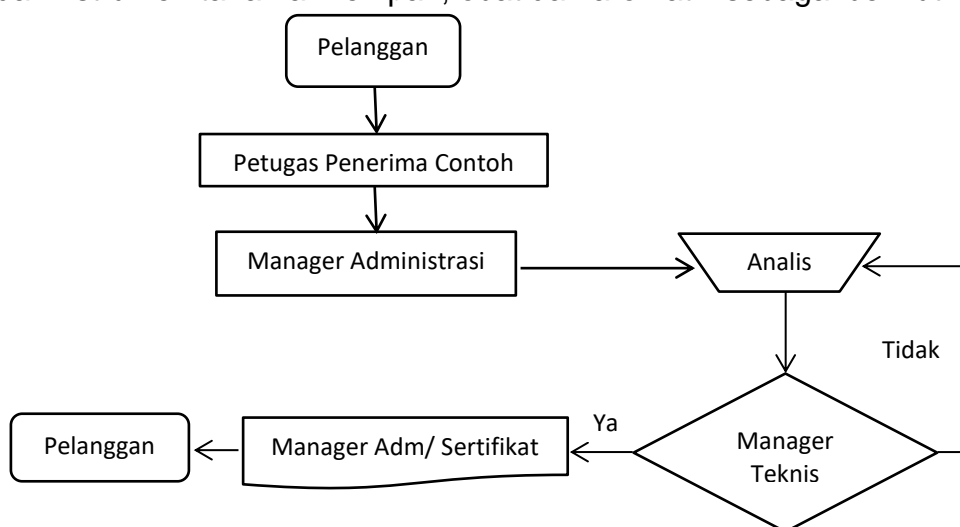 Pelanggan
Petugas Penerima Contoh
Manager Administrasi
Analis
Tidak
Ya
Pelanggan
Manager Adm/ Sertifikat
Manager
Teknis